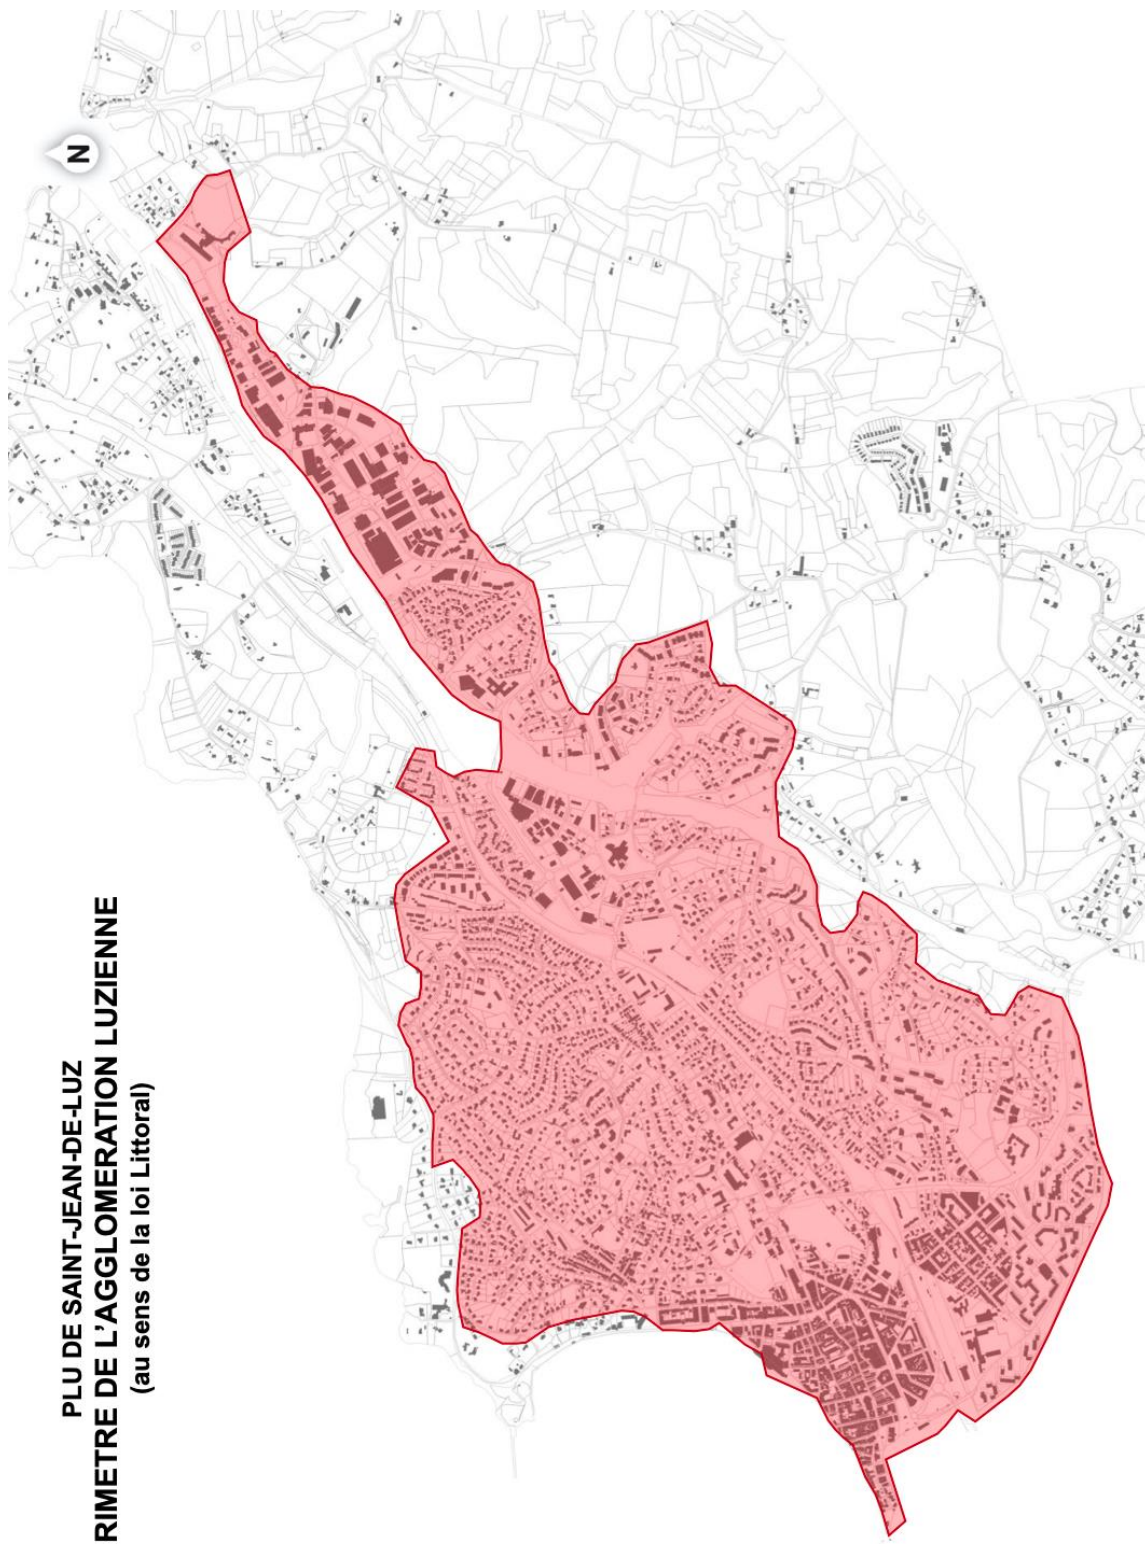 PLU DE SAINT-JEAN-DE-LUZ
RIMETRE DE L'AGGLOMERATION LUZIENNE
(au sens de la loi Littoral)
N